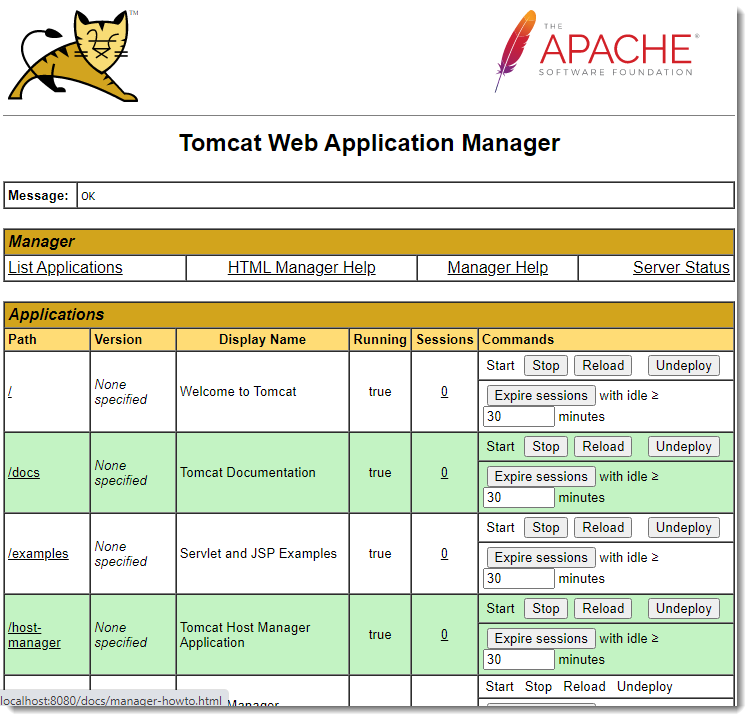 TM
THE
APACHE®
SOFTWARE FOUNDATION
Tomcat Web Application Manager
Message: OK
Manager
List Applications HTML Manager Help Manager Help Server Status
Applications
Path Version Display Name Running Sessions Commands
/ None specified Welcome to Tomcat true 0 Start Stop Reload Undeploy
Expire sessions with idle ≥
30 minutes
/docs None specified Tomcat Documentation true 0 Start Stop Reload Undeploy
Expire sessions with idle ≥
30 minutes
/examples None specified Servlet and JSP Examples true 0 Start Stop Reload Undeploy
Expire sessions with idle ≥
30 minutes
/host-manager None specified Tomcat Host Manager Application true 0 Start Stop Reload Undeploy
Expire sessions with idle ≥
30 minutes
Start Stop Reload Undeploy
Manager
localhost:8080/docs/manager-howto.html